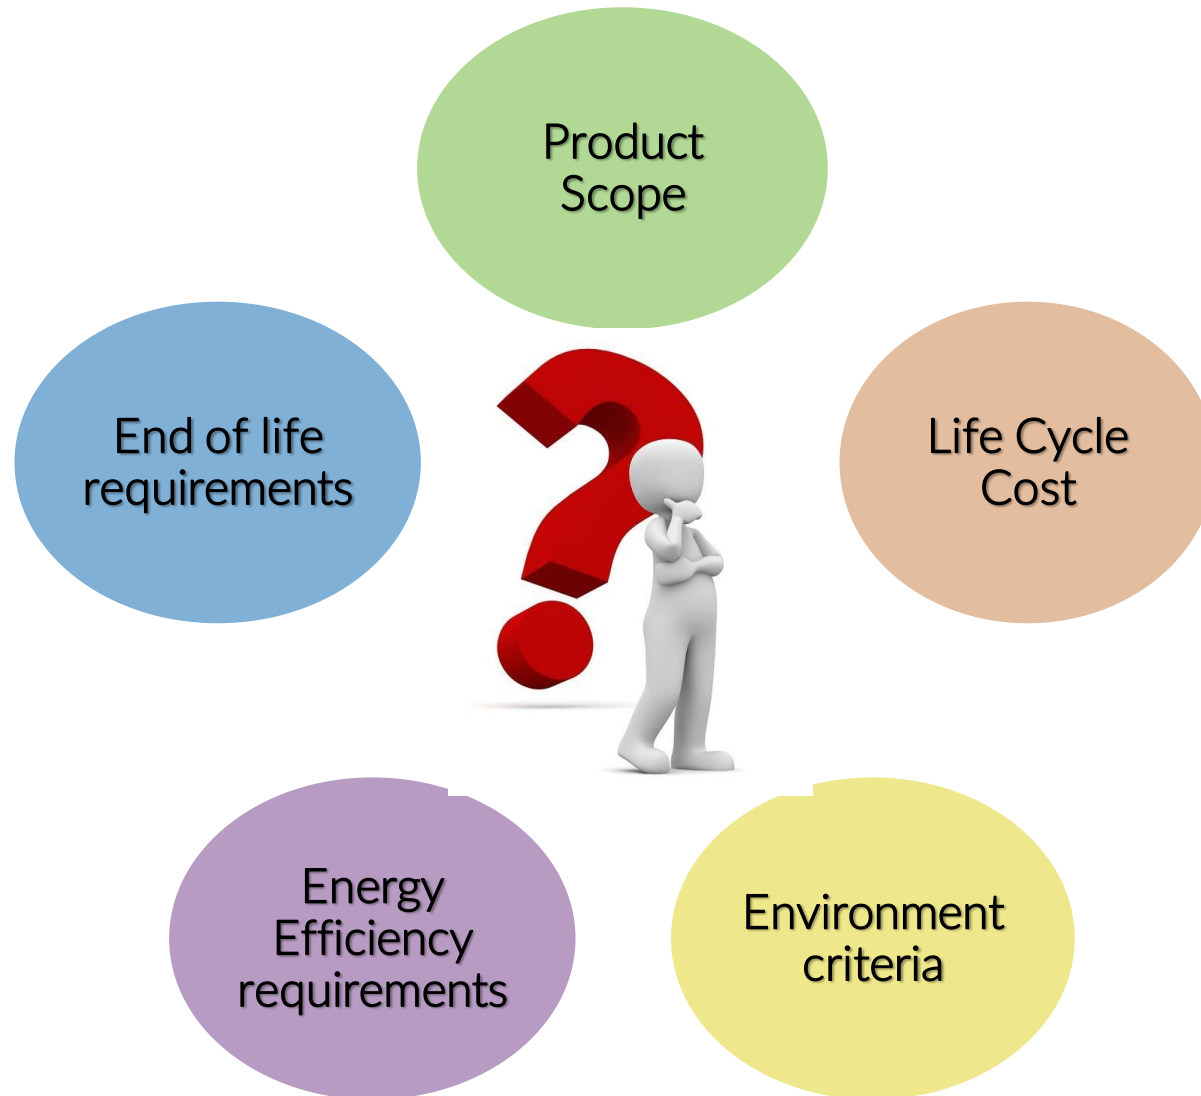 Product
Scope
End of life
requirements
Life Cycle
Cost
Energy
Efficiency
requirements
Environment
criteria